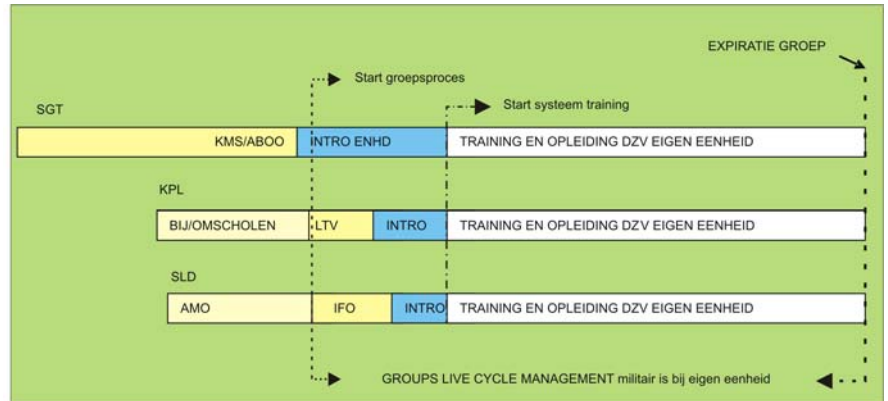 EXPIRATIE GROEP
Start groepsproces
Start systeem training
SGT
KMS/ABOO INTRO ENHD TRAINING EN OPLEIDING DZV EIGEN EENHEID
KPL
BIJ/OMSCHOLEN LTV INTRO TRAINING EN OPLEIDING DZV EIGEN EENHEID
SLD
AMO IFO INTRO TRAINING EN OPLEIDING DZV EIGEN EENHEID
GROUPS LIVE CYCLE MANAGEMENT militair is bij eigen eenheid